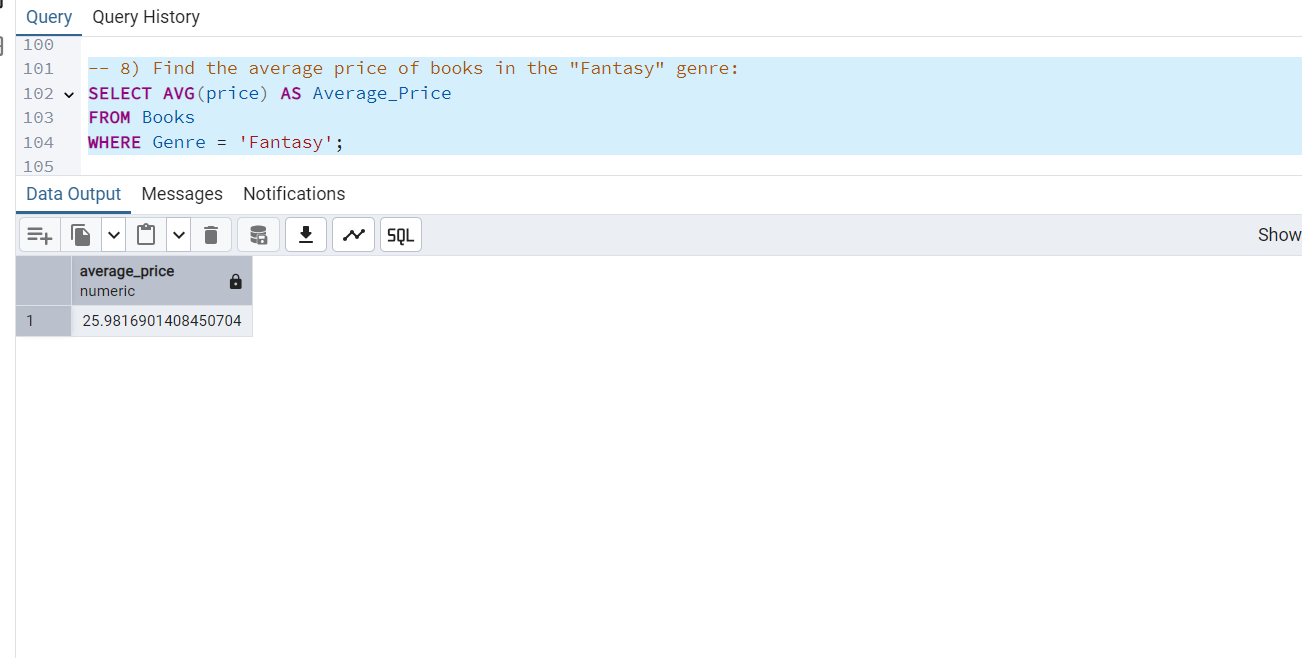 Query Query History
100
101 -- 8) Find the average price of books in the "Fantasy" genre:
102 SELECT AVG(price) AS Average_Price
103 FROM Books
104 WHERE Genre = 'Fantasy';
105
Data Output Messages Notifications
SQL Show
average_price
numeric
1 25.9816901408450704